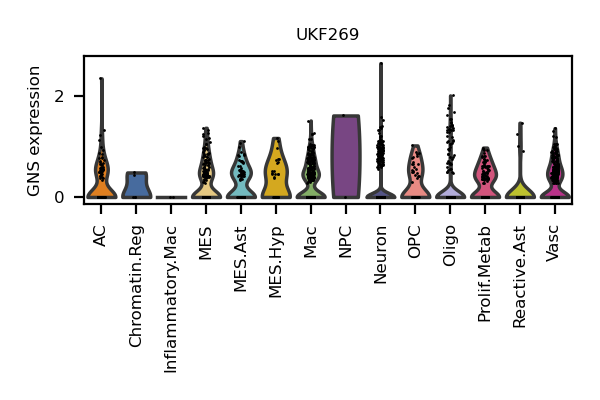 UKF269
GNS expression
2
0
AC
Chromatin.Reg
Inflammatory.Mac
MES
MES.Ast
MES.Hyp
Mac
NPC
Neuron
OPC
Oligo
Prolif.Metab
Reactive.Ast
Vasc